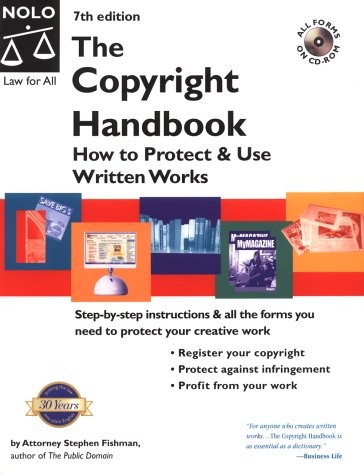 NOLO
7th edition
ALL FORMS
ON CD-ROM
Law for All
The
Copyright
Handbook
How to Protect & Use
Written Works
SAVE BIG $
MyMAGAZINE
MyMAGAZINE
Step-by-step instructions & all the forms you
need to protect your creative work
• Register your copyright
• Protect against infringement
• Profit from your work
30 Years
by Attorney Stephen Fishman,
author of The Public Domain
"For anyone who creates written
works... The Copyright Handbook is
as essential as a dictionary."
—Business Life